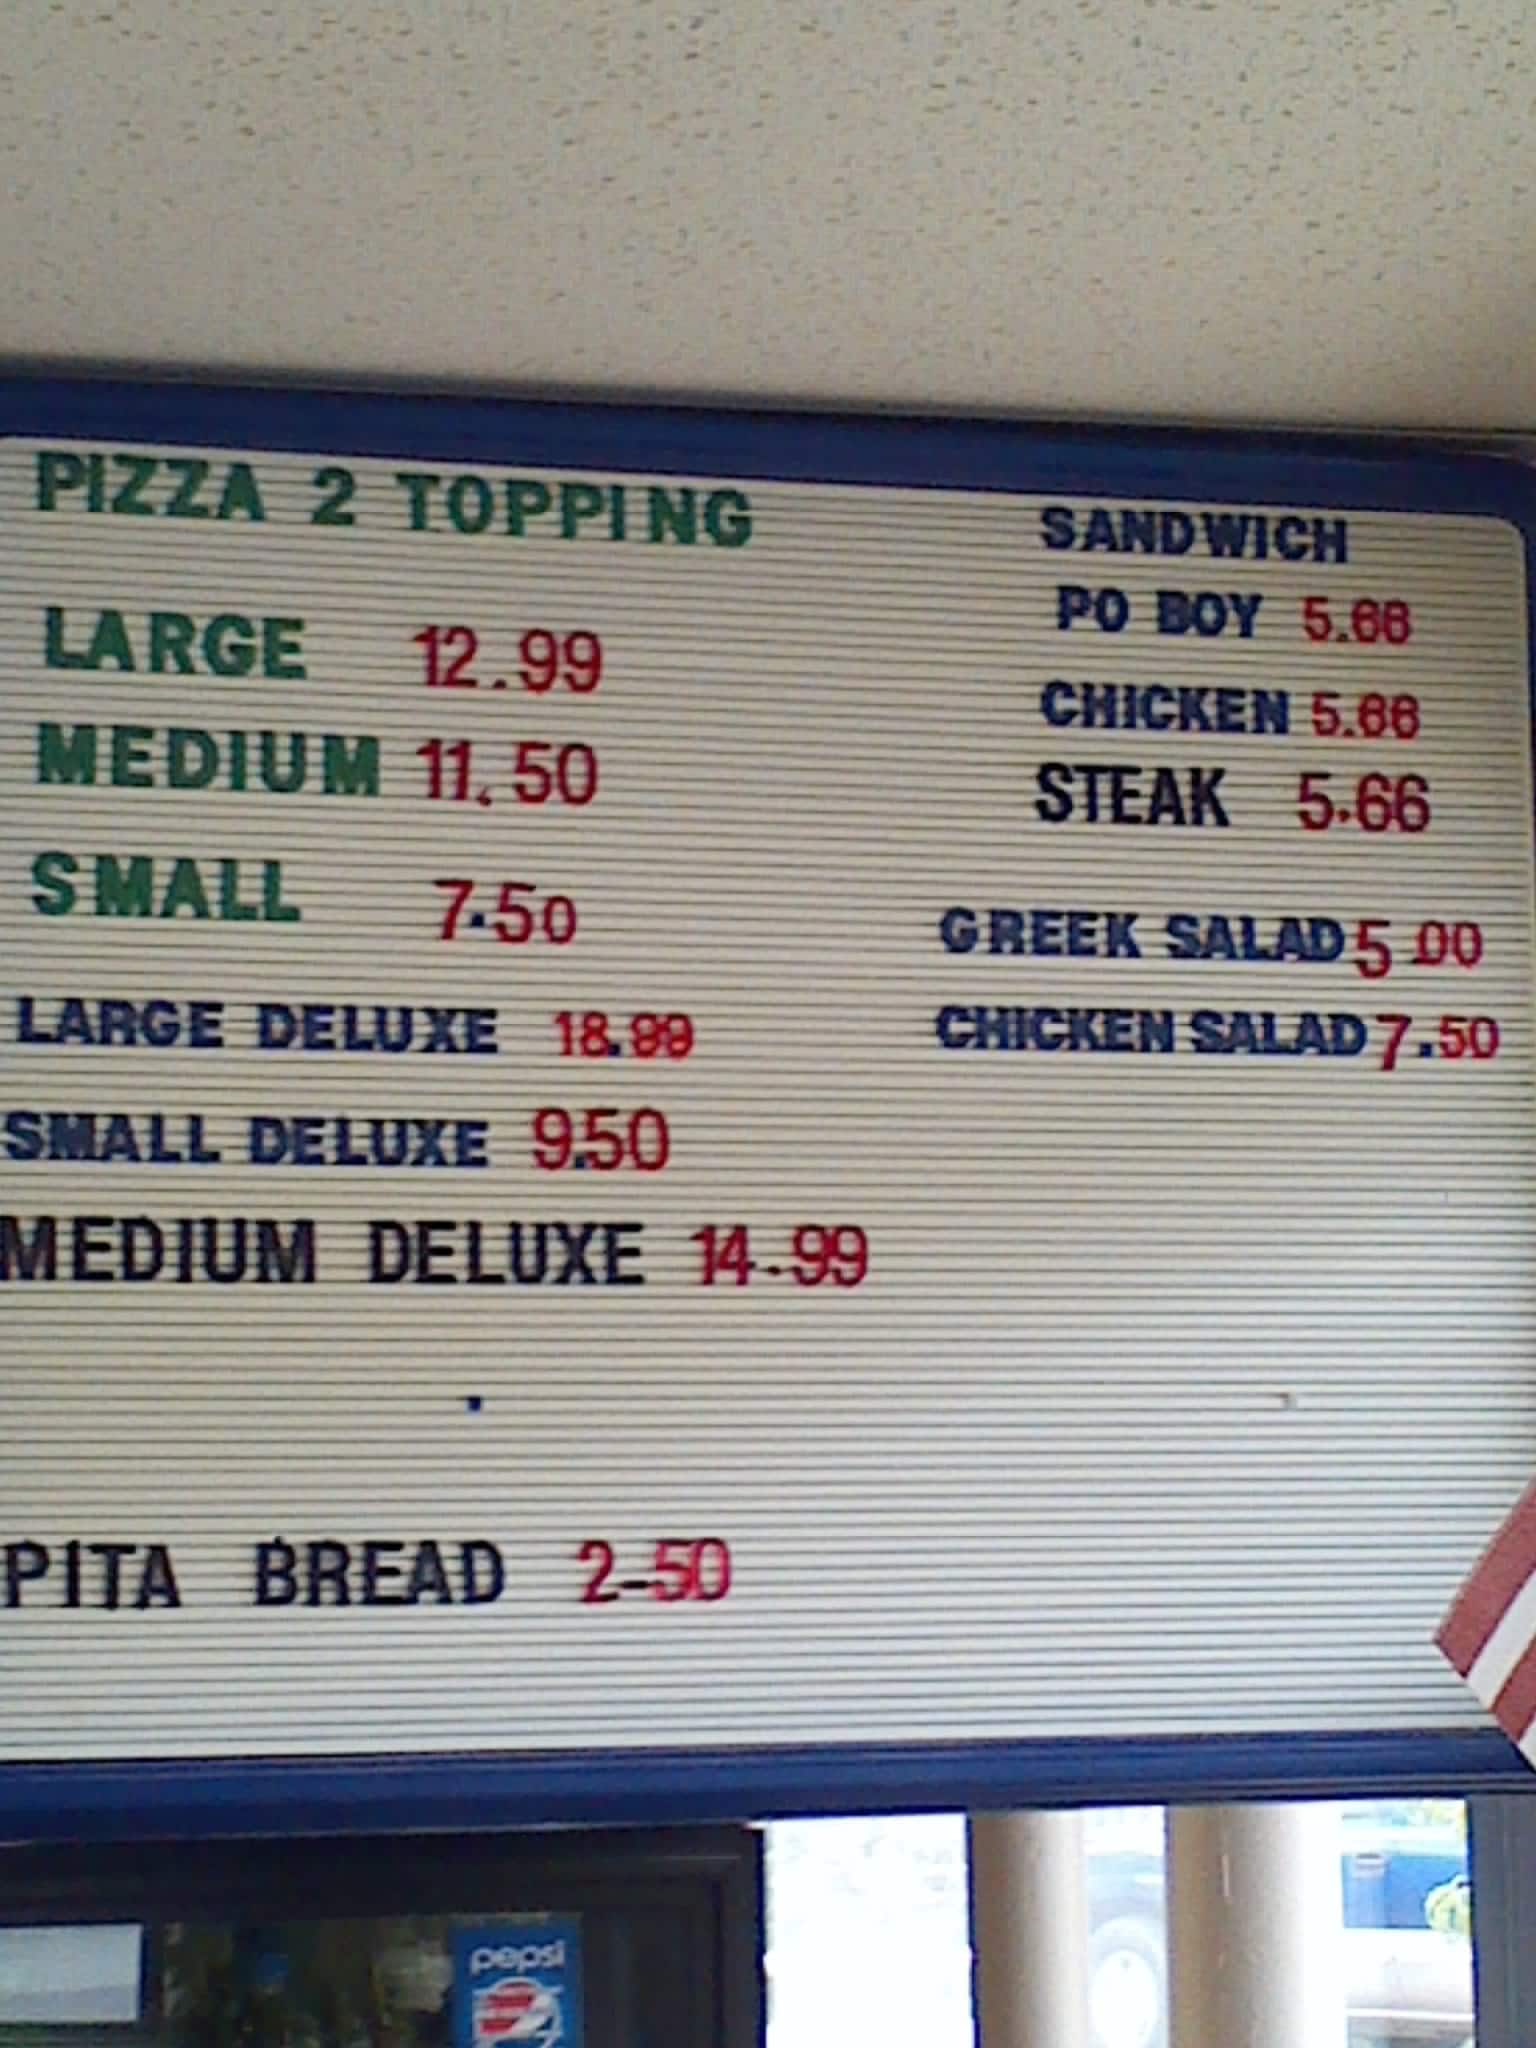 PIZZA 2 TOPPING
LARGE 12.99
MEDIUM 11.50
SMALL 7.50
LARGE DELUXE 18.99
SMALL DELUXE 9.50
MEDIUM DELUXE 14.99
PITA BREAD 2-50
SANDWICH
PO BOY 5.66
CHICKEN 5.66
STEAK 5.66
GREEK SALAD 5.00
CHICKEN SALAD 7.50
pepsi